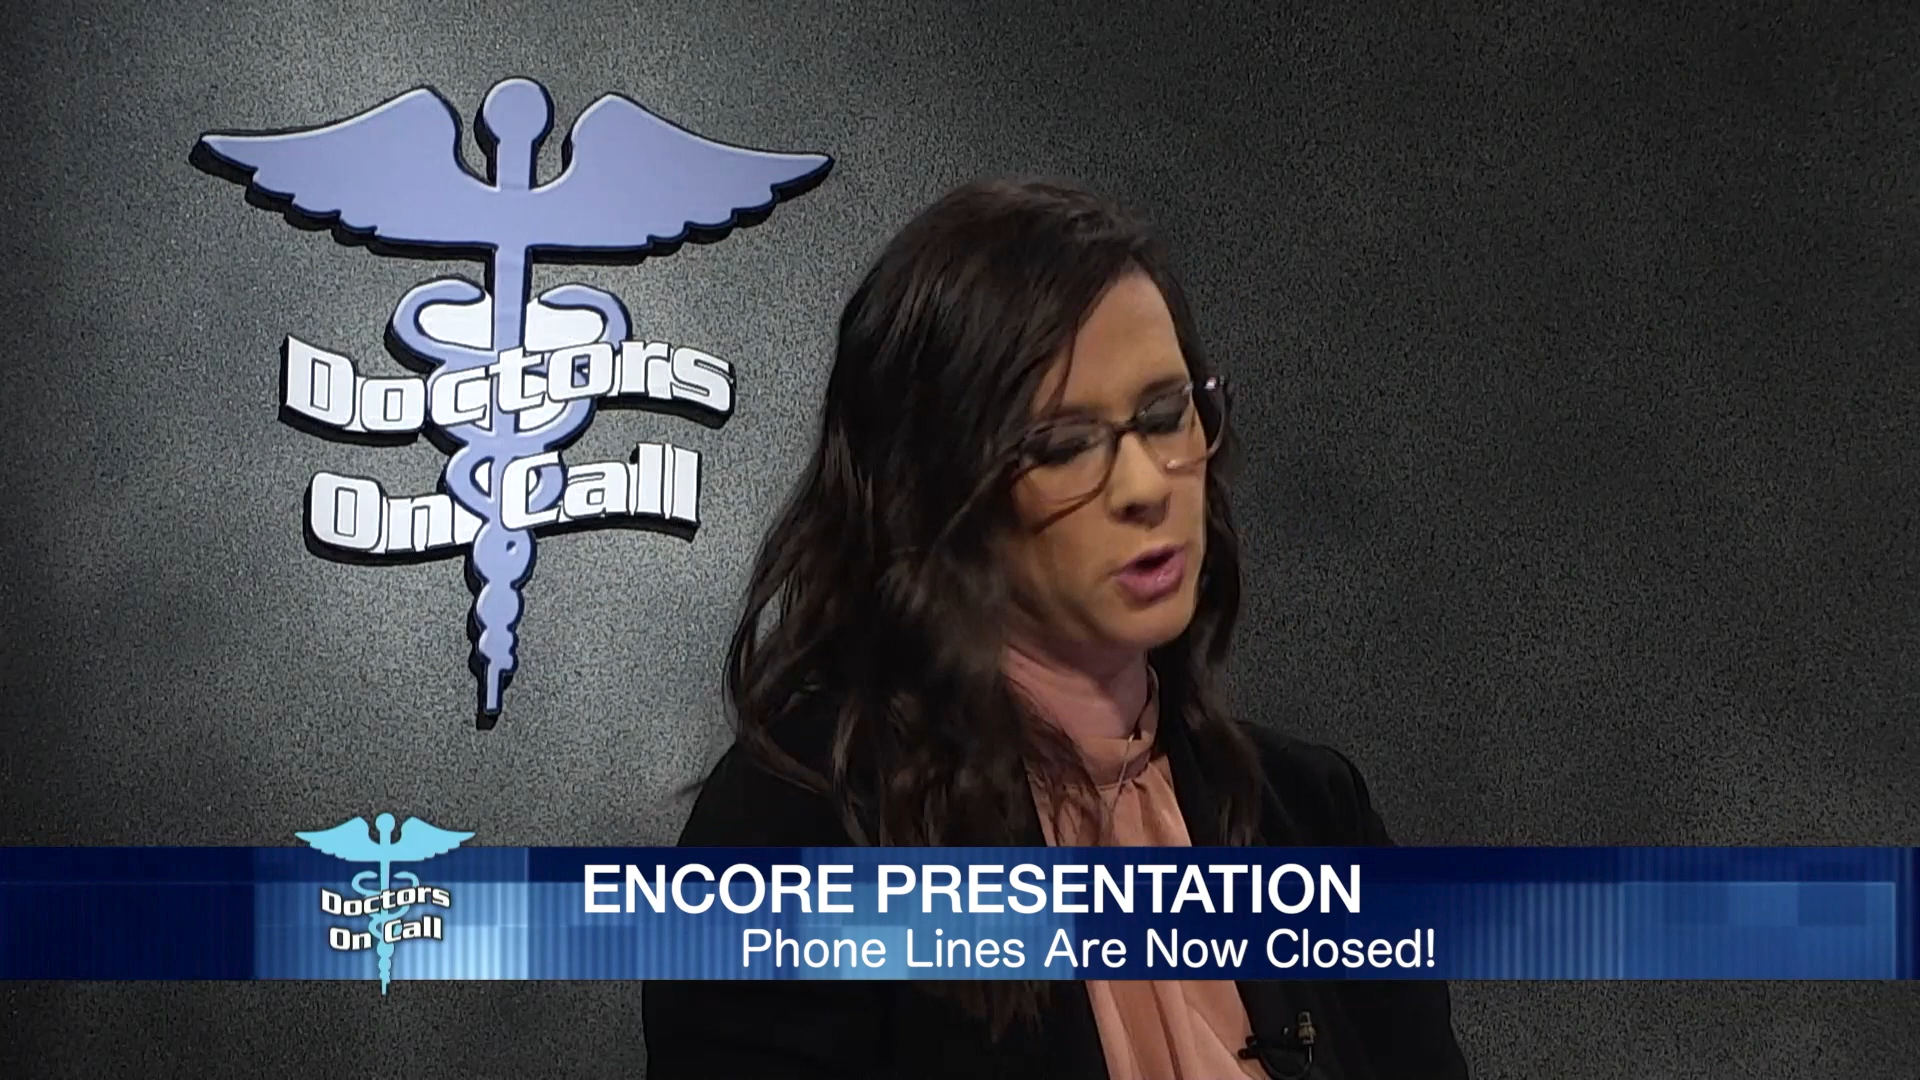 Doctors
On Call
Doctors
On Call
ENCORE PRESENTATION
Phone Lines Are Now Closed!